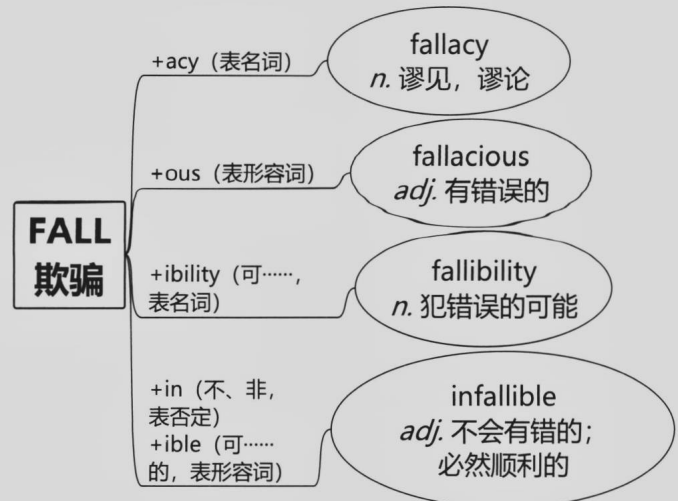 FALL
欺骗
+acy（表名词）
fallacy
n. 谬见，谬论
+ous（表形容词）
fallacious
adj. 有错误的
+ibility（可……，
表名词）
fallibility
n. 犯错误的可能
+in（不、非，
表否定）
+ible（可……
的，表形容词）
infallible
adj. 不会有错的；
必然顺利的